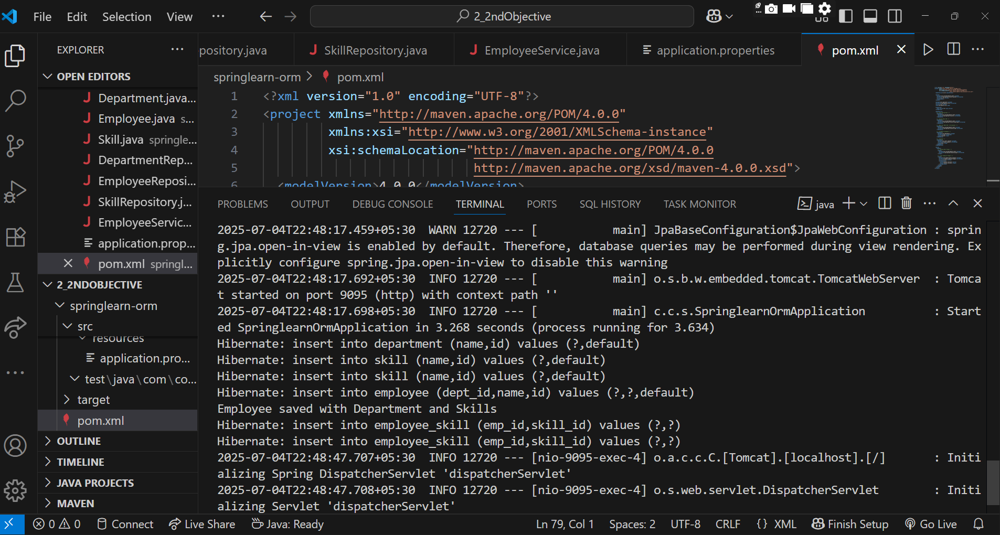 File Edit Selection View ··· 2_2ndObjective
EXPLORER ···
OPEN EDITORS
Department.java...
Employee.java s...
Skill.java springle...
DepartmentRep...
EmployeeReposi...
SkillRepository.j...
EmployeeServic...
application.prop...
pom.xml springl...
2_2NDOBJECTIVE
springlearn-orm
src
resources
application.pro...
test\java\com\co...
target
pom.xml
OUTLINE
TIMELINE
JAVA PROJECTS
MAVEN
pository.java SkillRepository.java EmployeeService.java application.properties pom.xml
springlearn-orm > pom.xml
1 <?xml version="1.0" encoding="UTF-8"?>
2 <project xmlns="http://maven.apache.org/POM/4.0.0"
3 xmlns:xsi="http://www.w3.org/2001/XMLSchema-instance"
4 xsi:schemaLocation="http://maven.apache.org/POM/4.0.0
5 http://maven.apache.org/xsd/maven-4.0.0.xsd">
6 <modelVersion>4.0.0</modelVersion>
PROBLEMS OUTPUT DEBUG CONSOLE TERMINAL PORTS SQL HISTORY TASK MONITOR java
2025-07-04T22:48:17.459+05:30  WARN 12720 --- [           main] JpaBaseConfiguration$JpaWebConfiguration : sprin
g.jpa.open-in-view is enabled by default. Therefore, database queries may be performed during view rendering. Ex
plicitly configure spring.jpa.open-in-view to disable this warning
2025-07-04T22:48:17.692+05:30  INFO 12720 --- [           main] o.s.b.w.embedded.tomcat.TomcatWebServer  : Tomca
t started on port 9095 (http) with context path ''
2025-07-04T22:48:17.698+05:30  INFO 12720 --- [           main] c.c.s.SpringlearnOrmApplication          : Start
ed SpringlearnOrmApplication in 3.268 seconds (process running for 3.634)
Hibernate: insert into department (name,id) values (?,default)
Hibernate: insert into skill (name,id) values (?,default)
Hibernate: insert into skill (name,id) values (?,default)
Hibernate: insert into employee (dept_id,name,id) values (?,?,default)
Employee saved with Department and Skills
Hibernate: insert into employee_skill (emp_id,skill_id) values (?,?)
Hibernate: insert into employee_skill (emp_id,skill_id) values (?,?)
2025-07-04T22:48:47.707+05:30  INFO 12720 --- [nio-9095-exec-4] o.a.c.c.C.[Tomcat].[localhost].[/]       : Initi
alizing Spring DispatcherServlet 'dispatcherServlet'
2025-07-04T22:48:47.708+05:30  INFO 12720 --- [nio-9095-exec-4] o.s.web.servlet.DispatcherServlet        : Initi
alizing Servlet 'dispatcherServlet'
0 0 Connect Live Share Java: Ready Ln 79, Col 1 Spaces: 2 UTF-8 CRLF {} XML Finish Setup Go Live